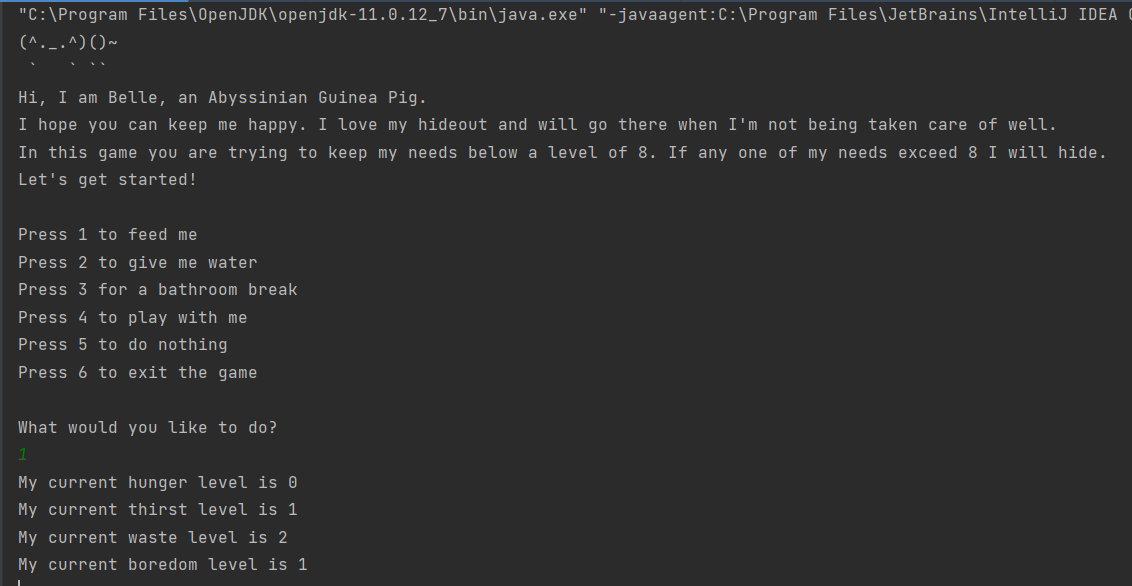 "C:\Program Files\OpenJDK\openjdk-11.0.12_7\bin\java.exe" "-javaagent:C:\Program Files\JetBrains\IntelliJ IDEA
(^._.^)()~
 `   ` ``
Hi, I am Belle, an Abyssinian Guinea Pig.
I hope you can keep me happy. I love my hideout and will go there when I'm not being taken care of well.
In this game you are trying to keep my needs below a level of 8. If any one of my needs exceed 8 I will hide.
Let's get started!
Press 1 to feed me
Press 2 to give me water
Press 3 for a bathroom break
Press 4 to play with me
Press 5 to do nothing
Press 6 to exit the game
What would you like to do?
1
My current hunger level is 0
My current thirst level is 1
My current waste level is 2
My current boredom level is 1